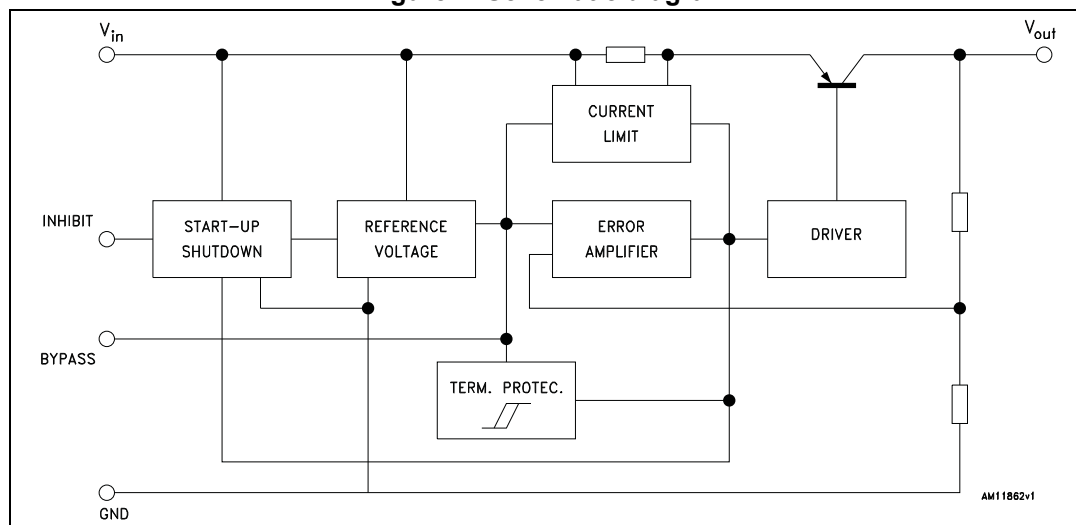 Vin
Vout
CURRENT
LIMIT
INHIBIT
START-UP
SHUTDOWN
REFERENCE
VOLTAGE
ERROR
AMPLIFIER
DRIVER
BYPASS
TERM. PROTEC.
GND
AM11862v1